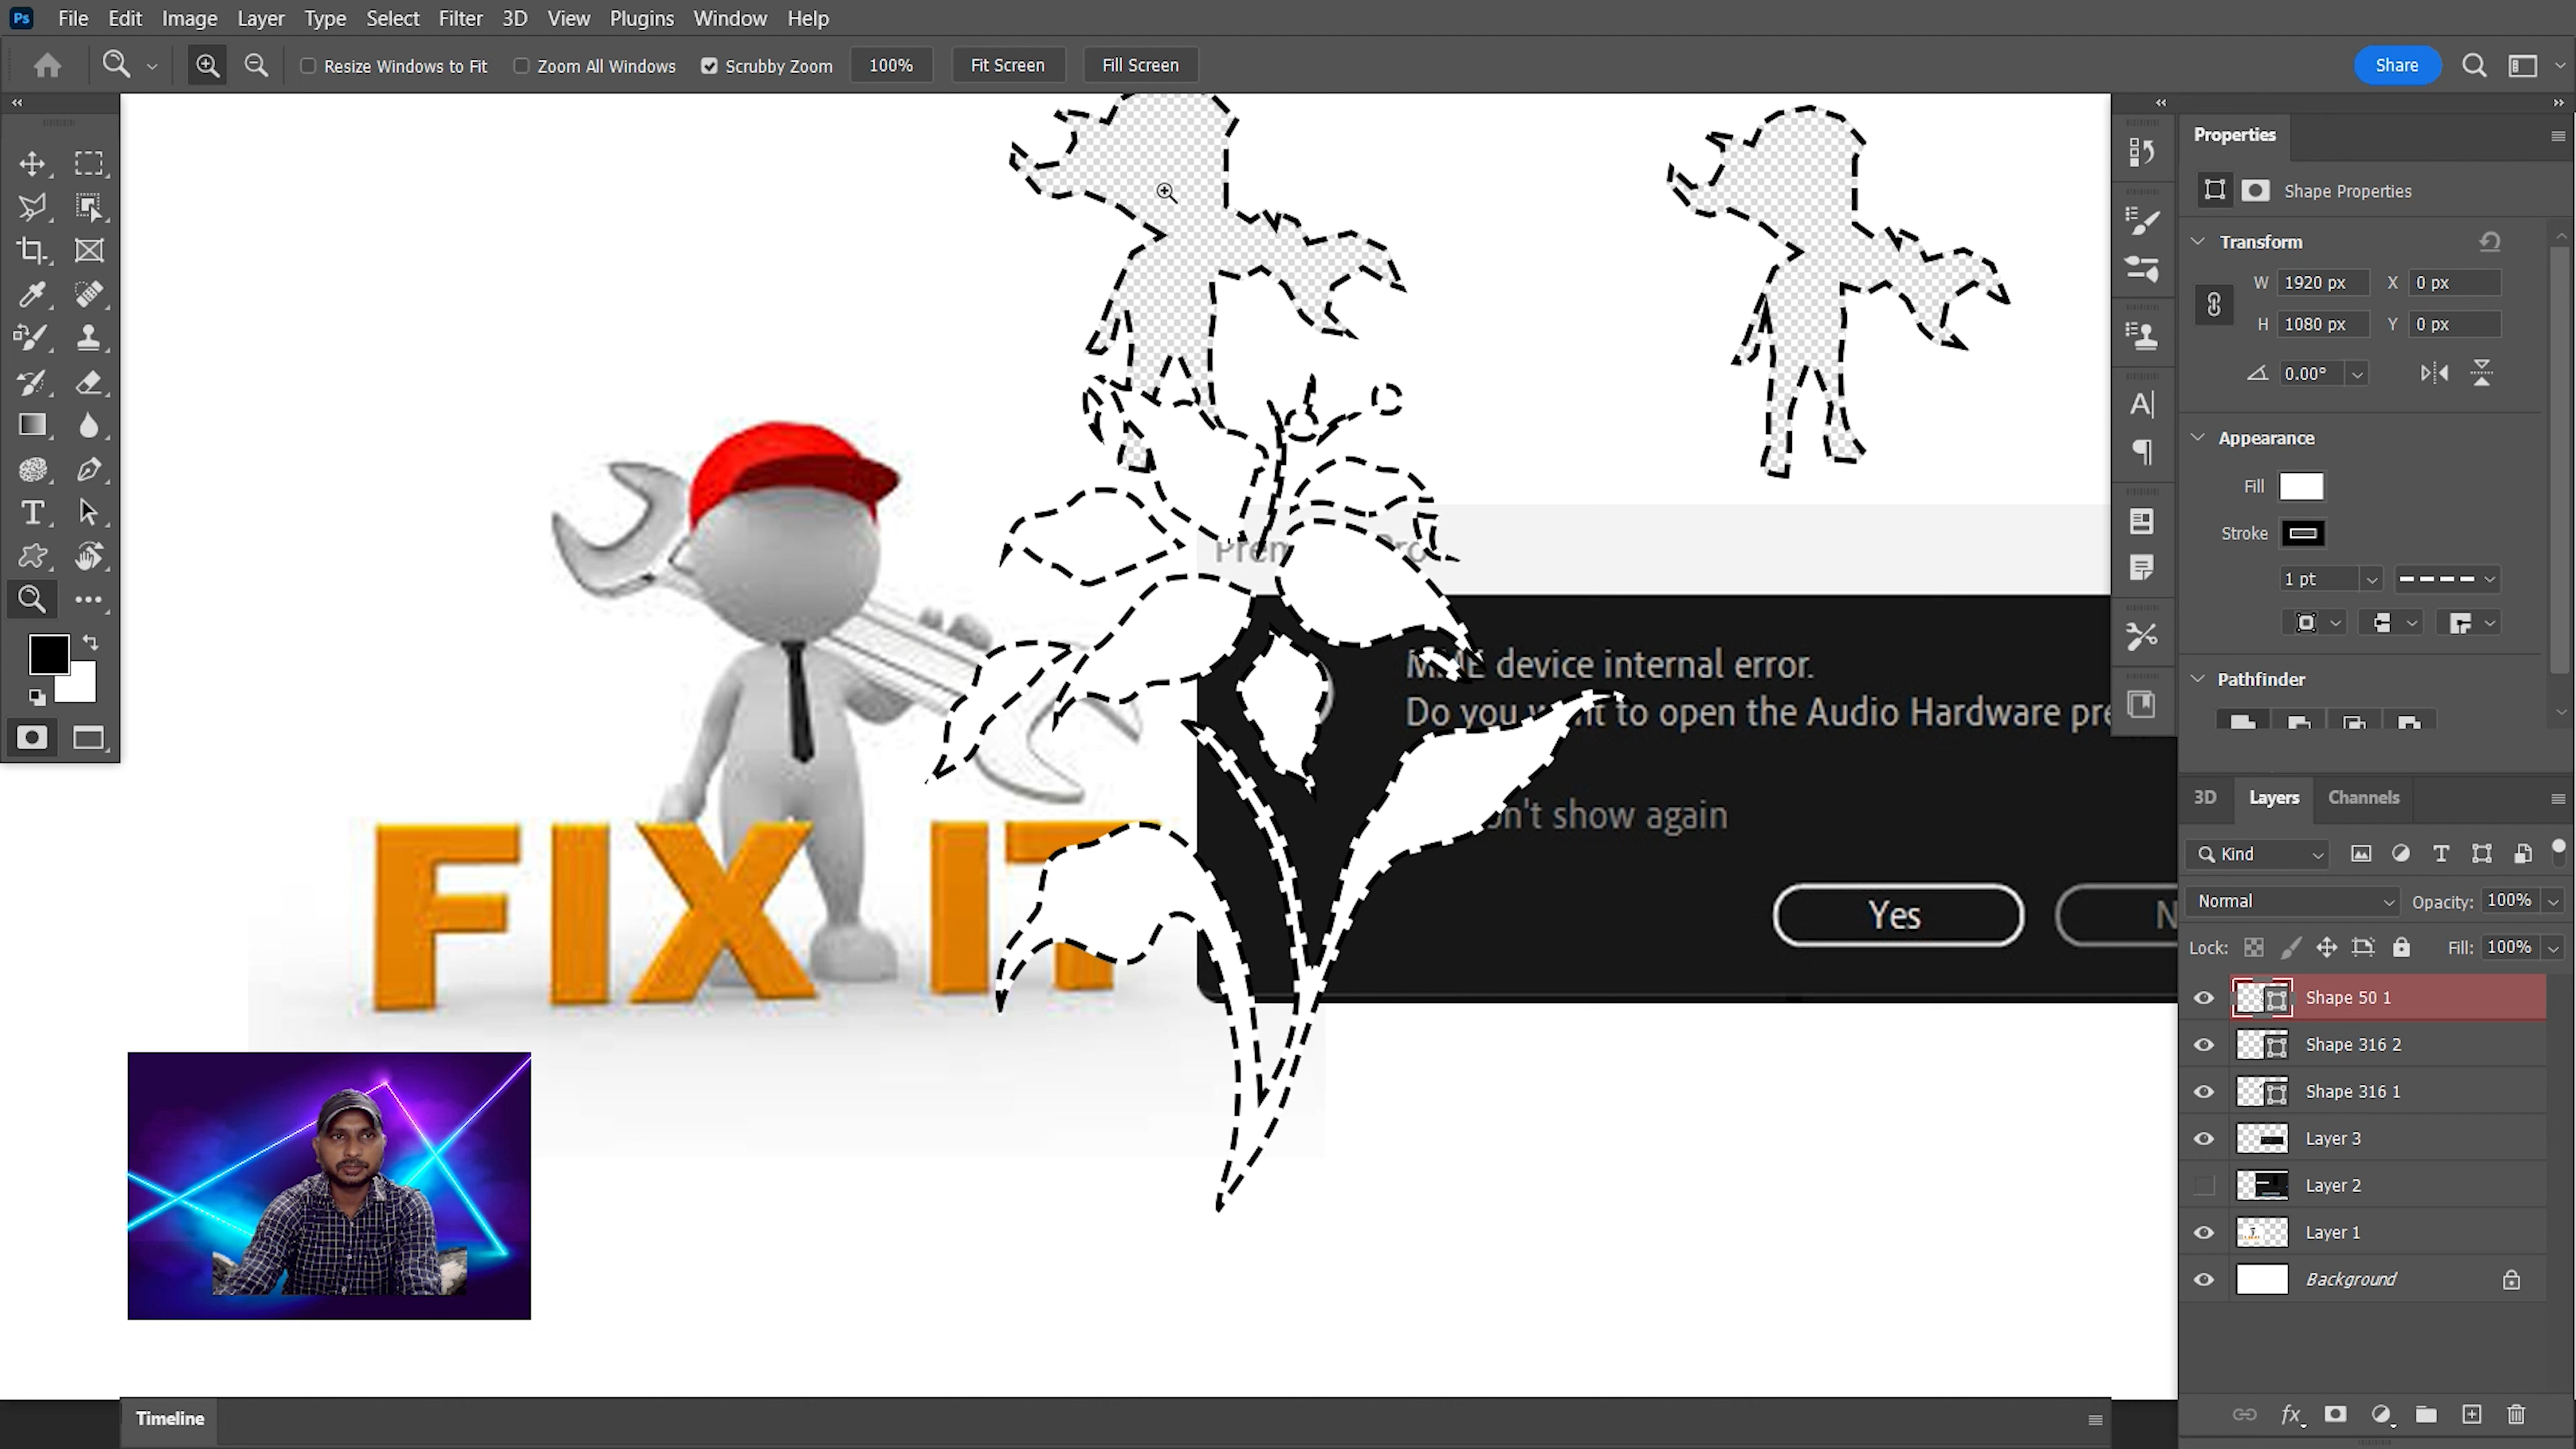 Ps File Edit Image Layer Type Select Filter 3D View Plugins Window Help
Resize Windows to Fit Zoom All Windows Scrubby Zoom 100% Fit Screen Fill Screen Share
Properties
Shape Properties
Transform
W 1920 px X 0 px
H 1080 px Y 0 px
0.00°
Appearance
Fill
Stroke
1 pt
Pathfinder
device internal error.
Do you to open the Audio Hardware pre
show again
Yes
FIX IT
3D Layers Channels
Kind
Normal Opacity: 100%
Lock: Fill: 100%
Shape 50 1
Shape 316 2
Shape 316 1
Layer 3
Layer 2
Layer 1
Background
fx
Timeline